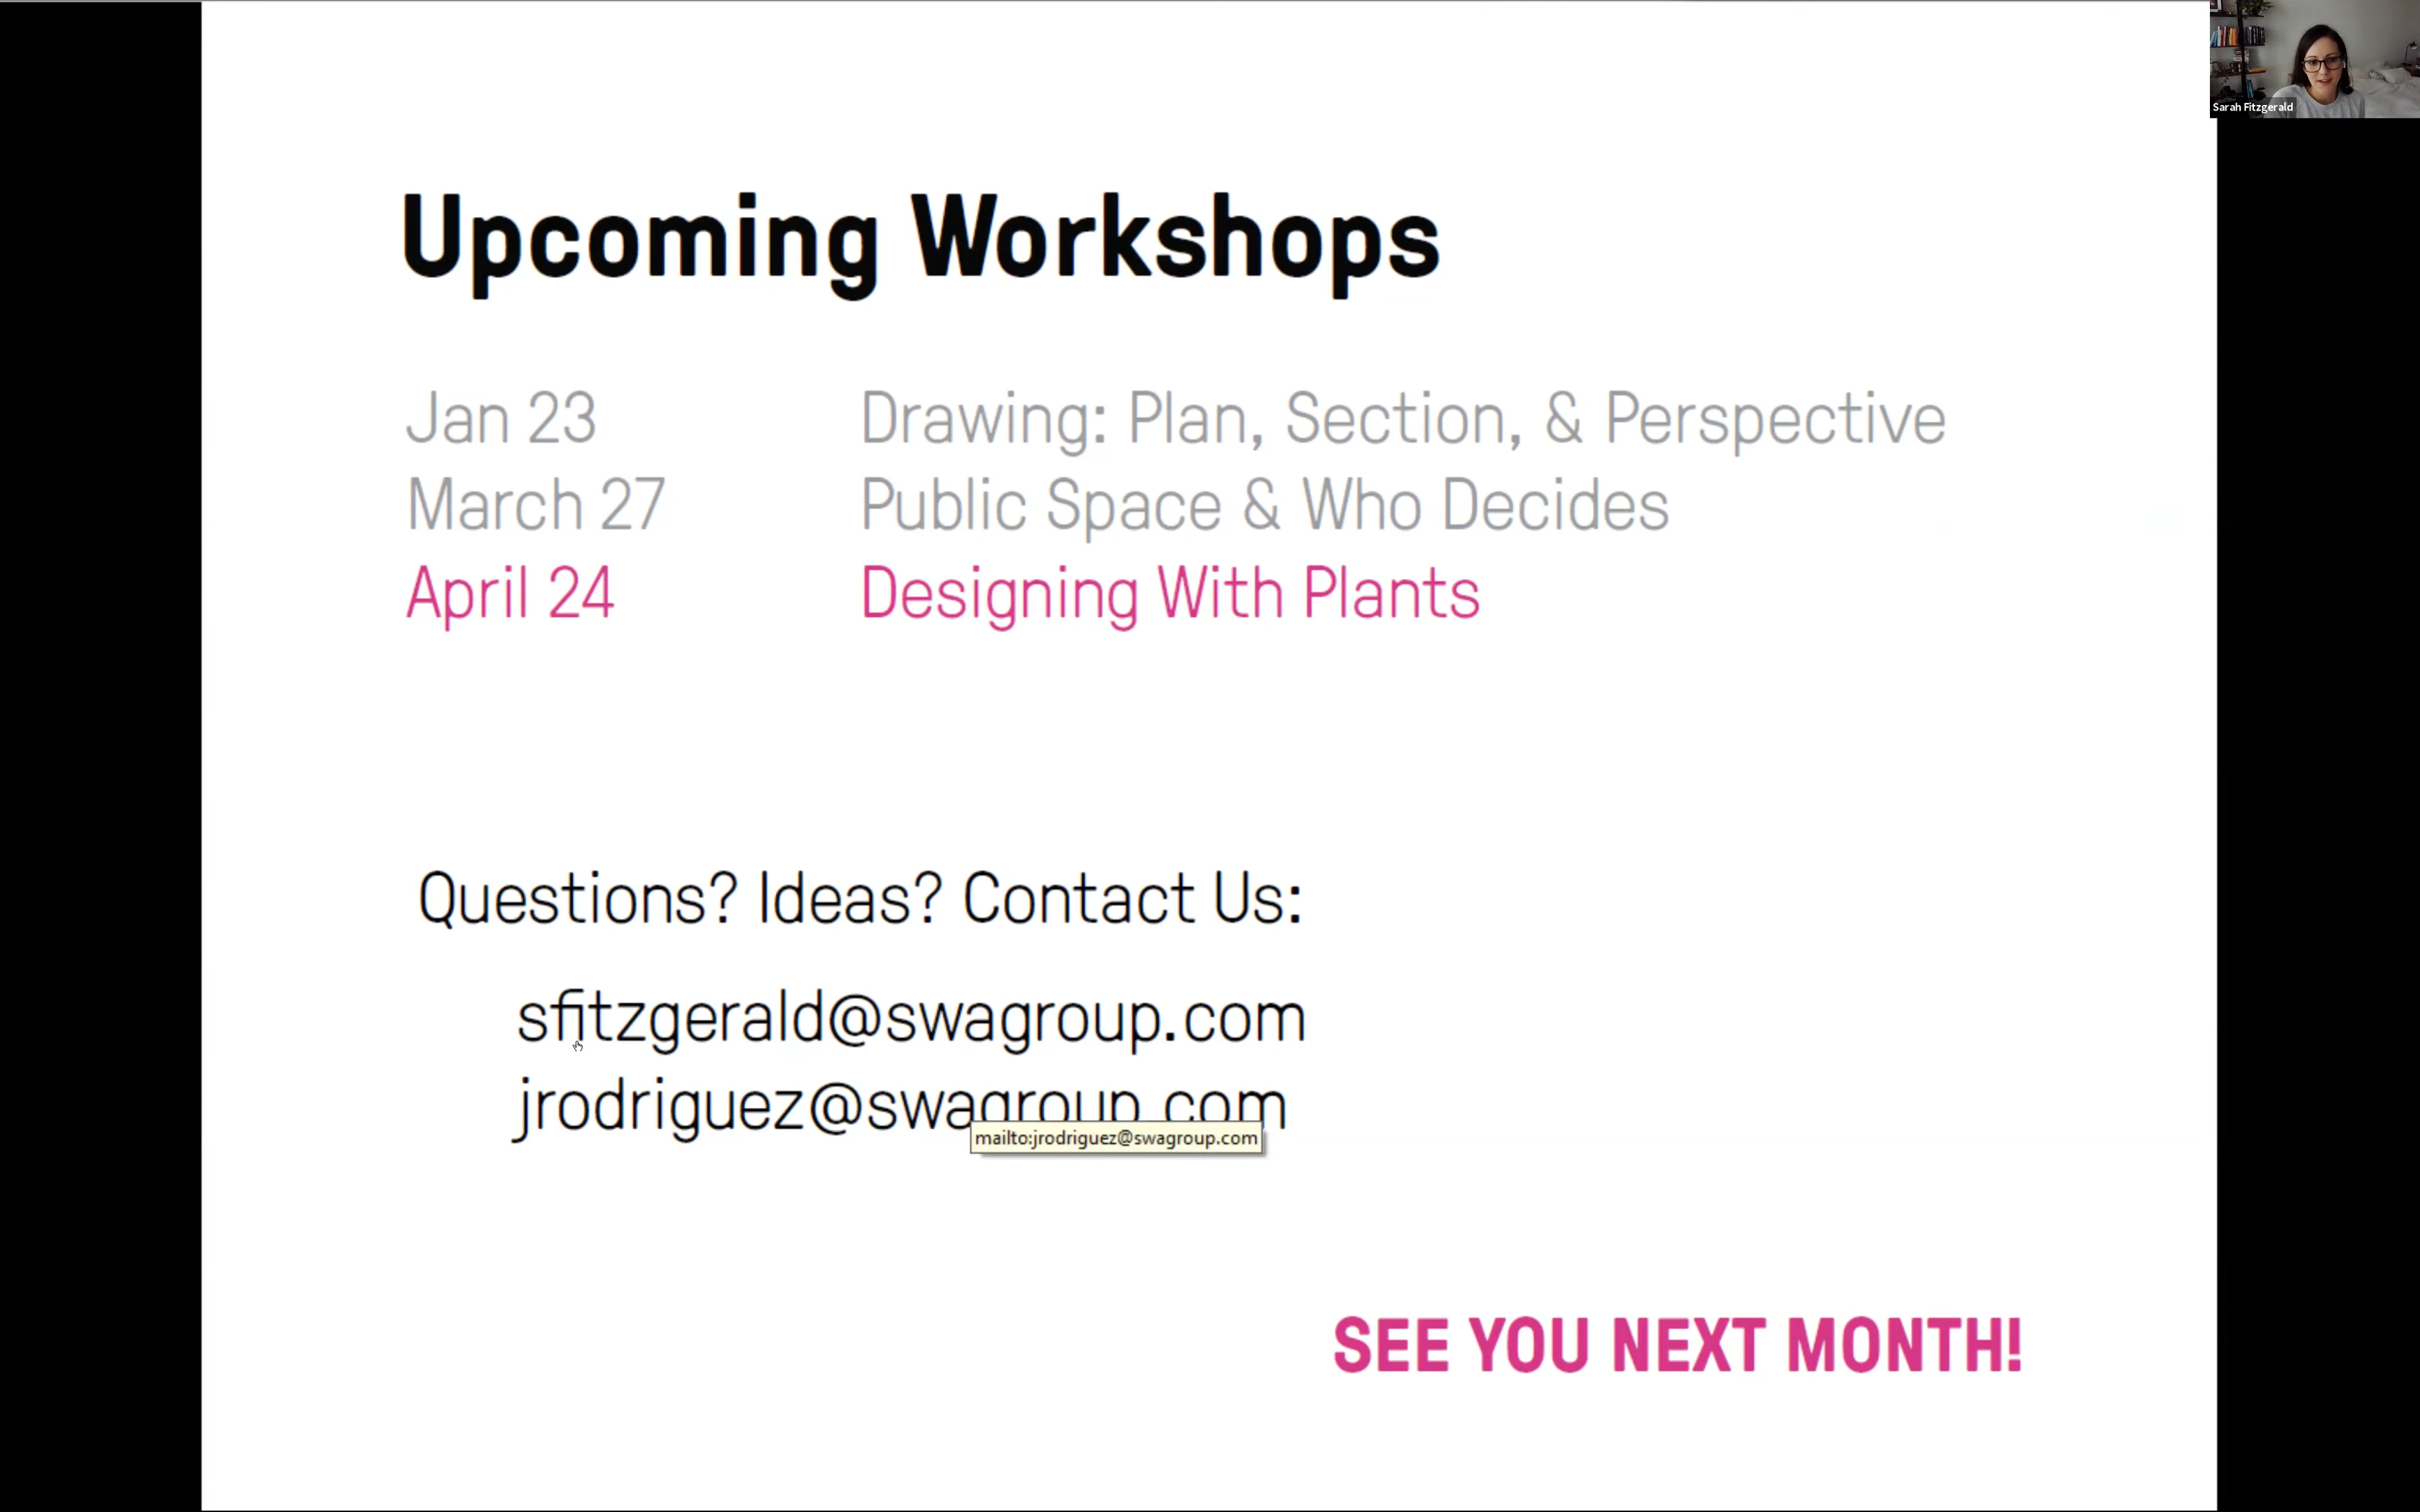 Sarah Fitzgerald
Upcoming Workshops
Jan 23 Drawing: Plan, Section, & Perspective
March 27 Public Space & Who Decides
April 24 Designing With Plants
Questions? Ideas? Contact Us:
sfitzgerald@swagroup.com
jrodriguez@swagroup.com
mailto:jrodriguez@swagroup.com
SEE YOU NEXT MONTH!